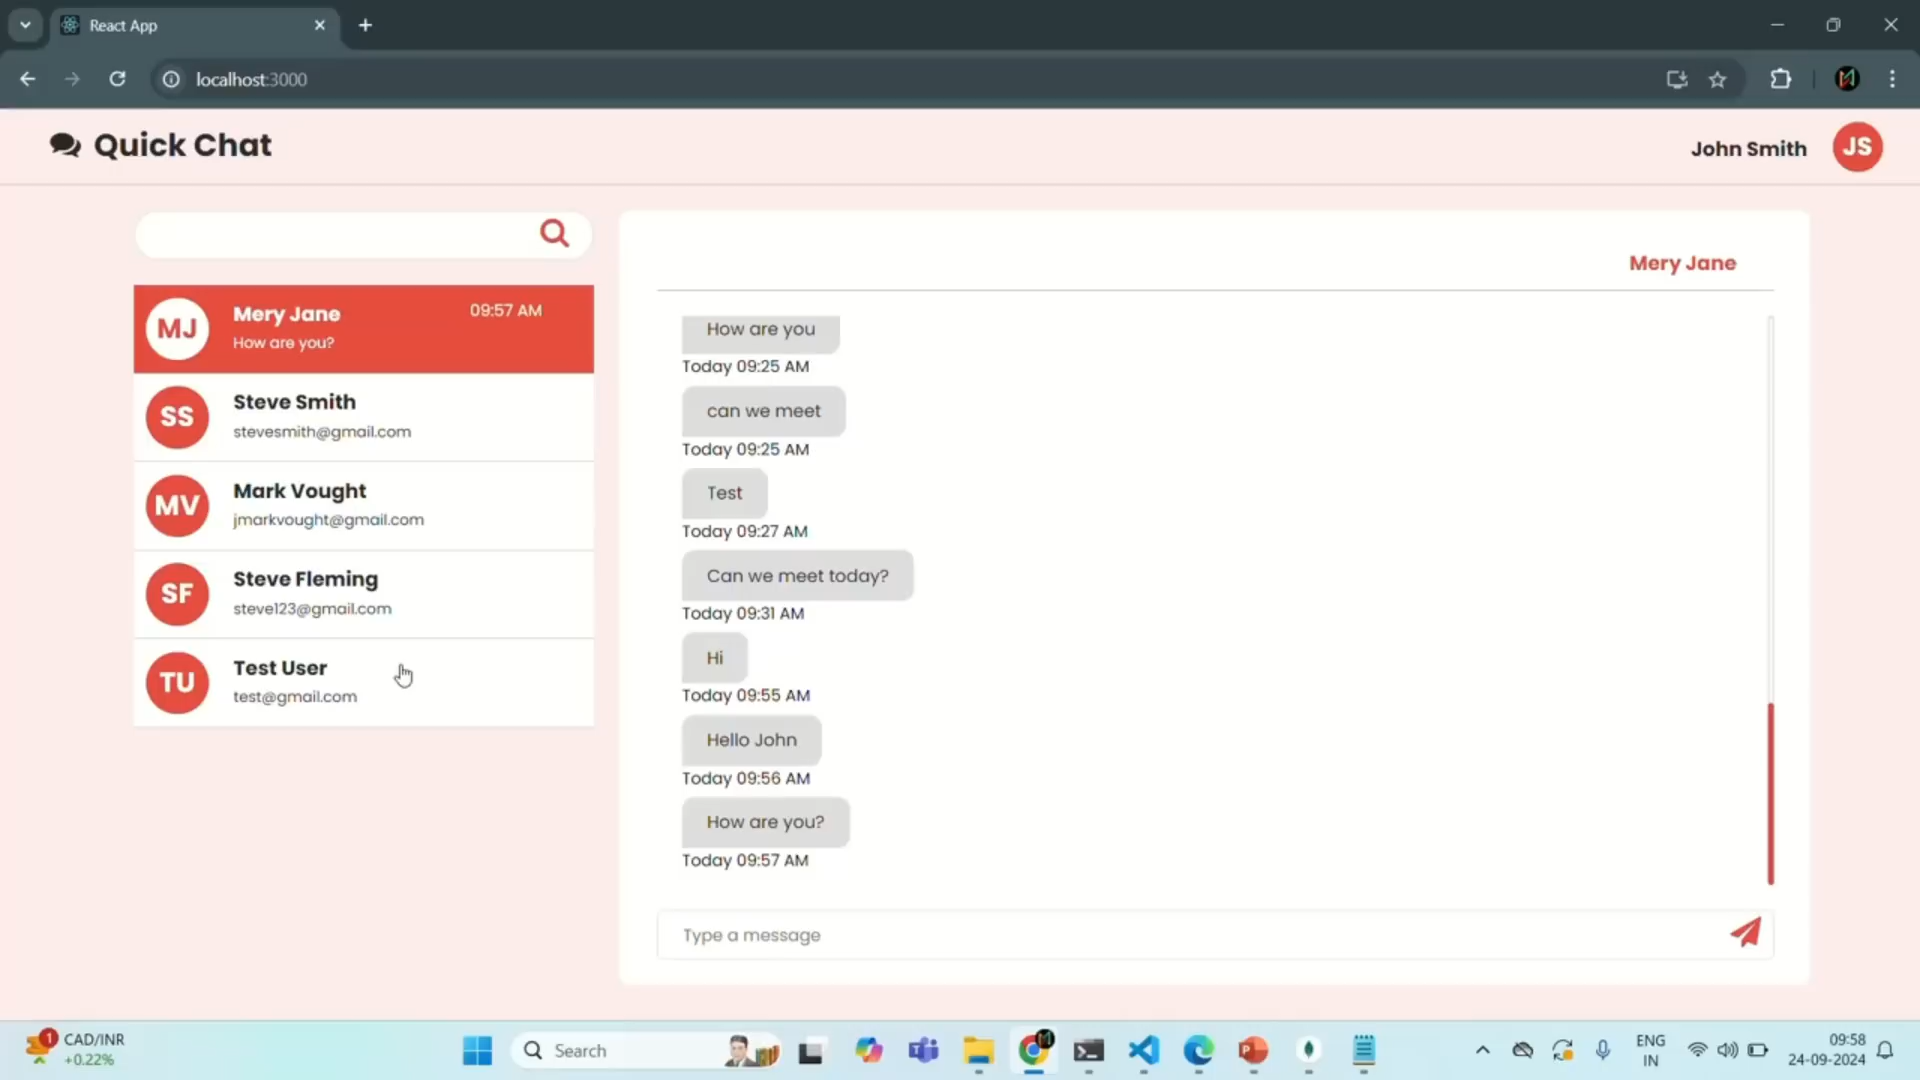 React App
localhost:3000
Quick Chat
John Smith
JS
MJ
Mery Jane
09:57 AM
How are you?
SS
Steve Smith
stevesmith@gmail.com
MV
Mark Vought
jmarkvought@gmail.com
SF
Steve Fleming
steve123@gmail.com
TU
Test User
test@gmail.com
Mery Jane
How are you
Today 09:25 AM
can we meet
Today 09:25 AM
Test
Today 09:27 AM
Can we meet today?
Today 09:31 AM
Hi
Today 09:55 AM
Hello John
Today 09:56 AM
How are you?
Today 09:57 AM
Type a message
1
CAD/INR
+0.22%
Search
ENG
IN
09:58
24-09-2024